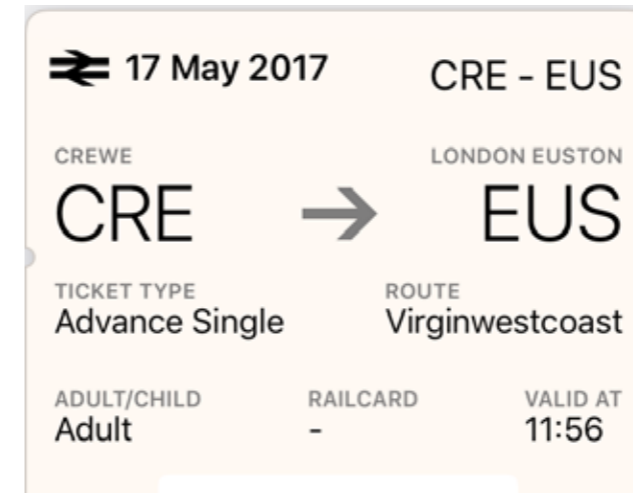 17 May 2017 CRE - EUS
CREWE LONDON EUSTON
CRE → EUS
TICKET TYPE ROUTE
Advance Single Virginwestcoast
ADULT/CHILD RAILCARD VALID AT
Adult - 11:56